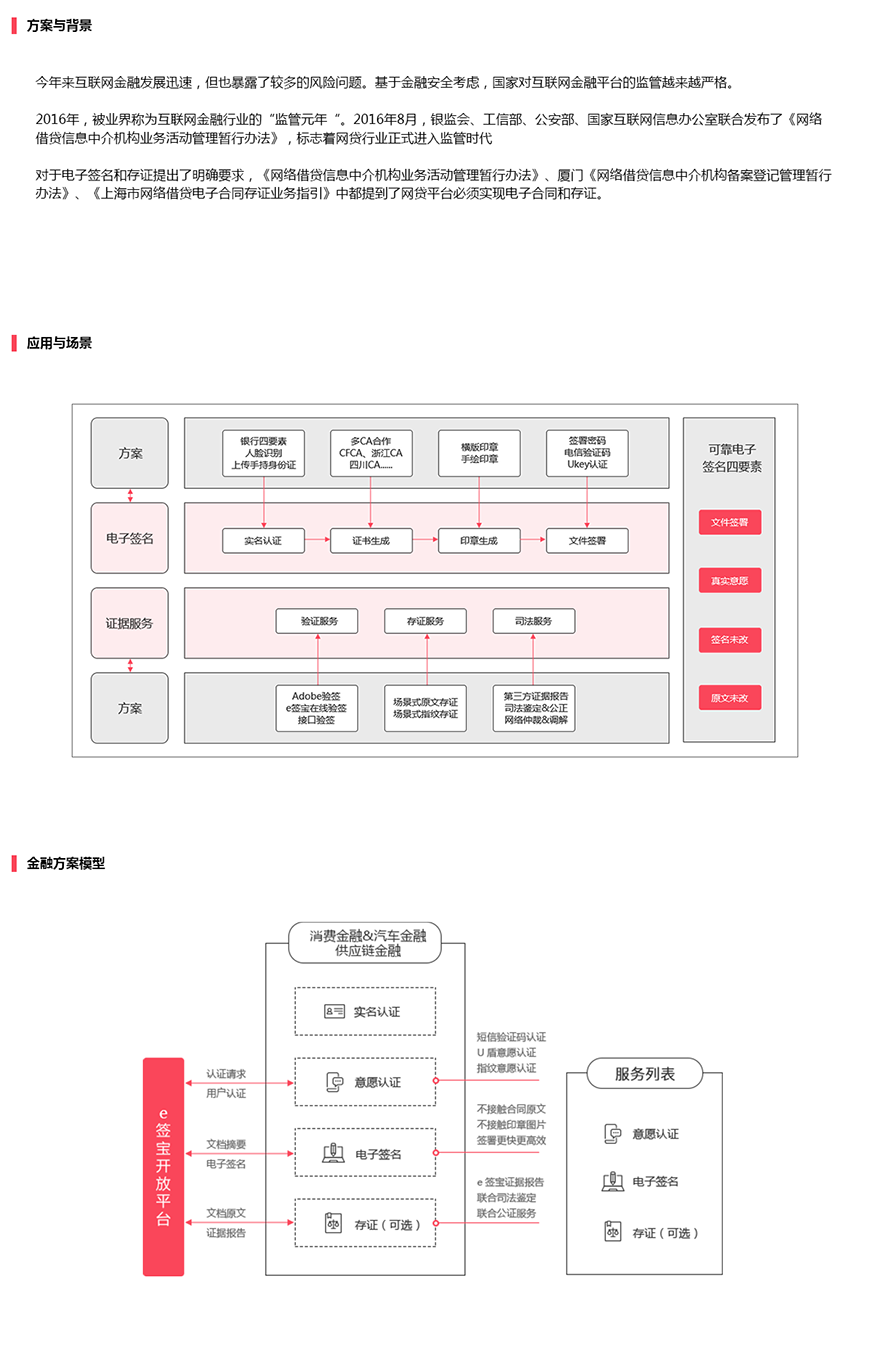 方案与背景
今年来互联网金融发展迅速，但也暴露了较多的风险问题。基于金融安全考虑，国家对互联网金融平台的监管越来越严格。
2016年，被业界称为互联网金融行业的“监管元年“。2016年8月，银监会、工信部、公安部、国家互联网信息办公室联合发布了《网络
借贷信息中介机构业务活动管理暂行办法》，标志着网贷行业正式进入监管时代
对于电子签名和存证提出了明确要求，《网络借贷信息中介机构业务活动管理暂行办法》、厦门《网络借贷信息中介机构备案登记管理暂行
办法》、《上海市网络借贷电子合同存证业务指引》中都提到了网贷平台必须实现电子合同和存证。
应用与场景
方案
银行四要素
人脸识别
上传手持身份证
多CA合作
CFCA、浙江CA
四川CA......
横版印章
手绘印章
签署密码
电信验证码
Ukey认证
电子签名
实名认证
证书生成
印章生成
文件签署
证据服务
验证服务
存证服务
司法服务
方案
Adobe验签
e签宝在线验签
接口验签
场景式原文存证
场景式指纹存证
第三方证据报告
司法鉴定&公正
网络仲裁&调解
可靠电子
签名四要素
文件签署
真实意愿
签名未改
原文未改
金融方案模型
消费金融&汽车金融
供应链金融
实名认证
意愿认证
电子签名
存证（可选）
e签宝开放平台
认证请求
用户认证
文档摘要
电子签名
文档原文
证据报告
短信验证码认证
U 盾意愿认证
指纹意愿认证
不接触合同原文
不接触印章图片
签署更快更高效
e 签宝证据报告
联合司法鉴定
联合公证服务
服务列表
意愿认证
电子签名
存证（可选）